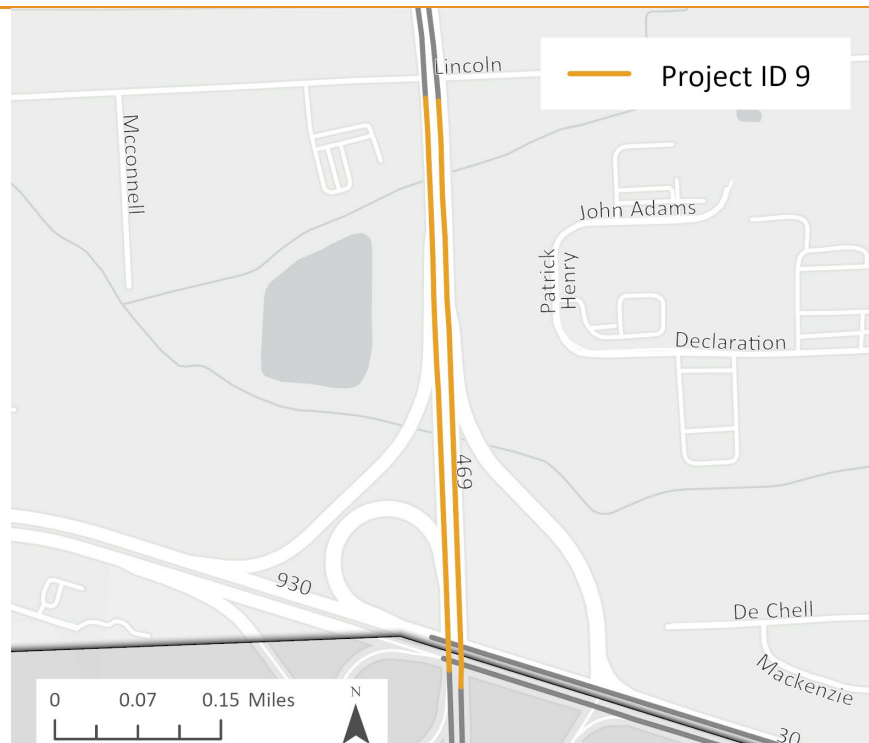 Lincoln
Project ID 9
Mcconnell
John Adams
Patrick
Henry
Declaration
469
930
De Chell
Mackenzie
0 0.07 0.15 Miles
N
30